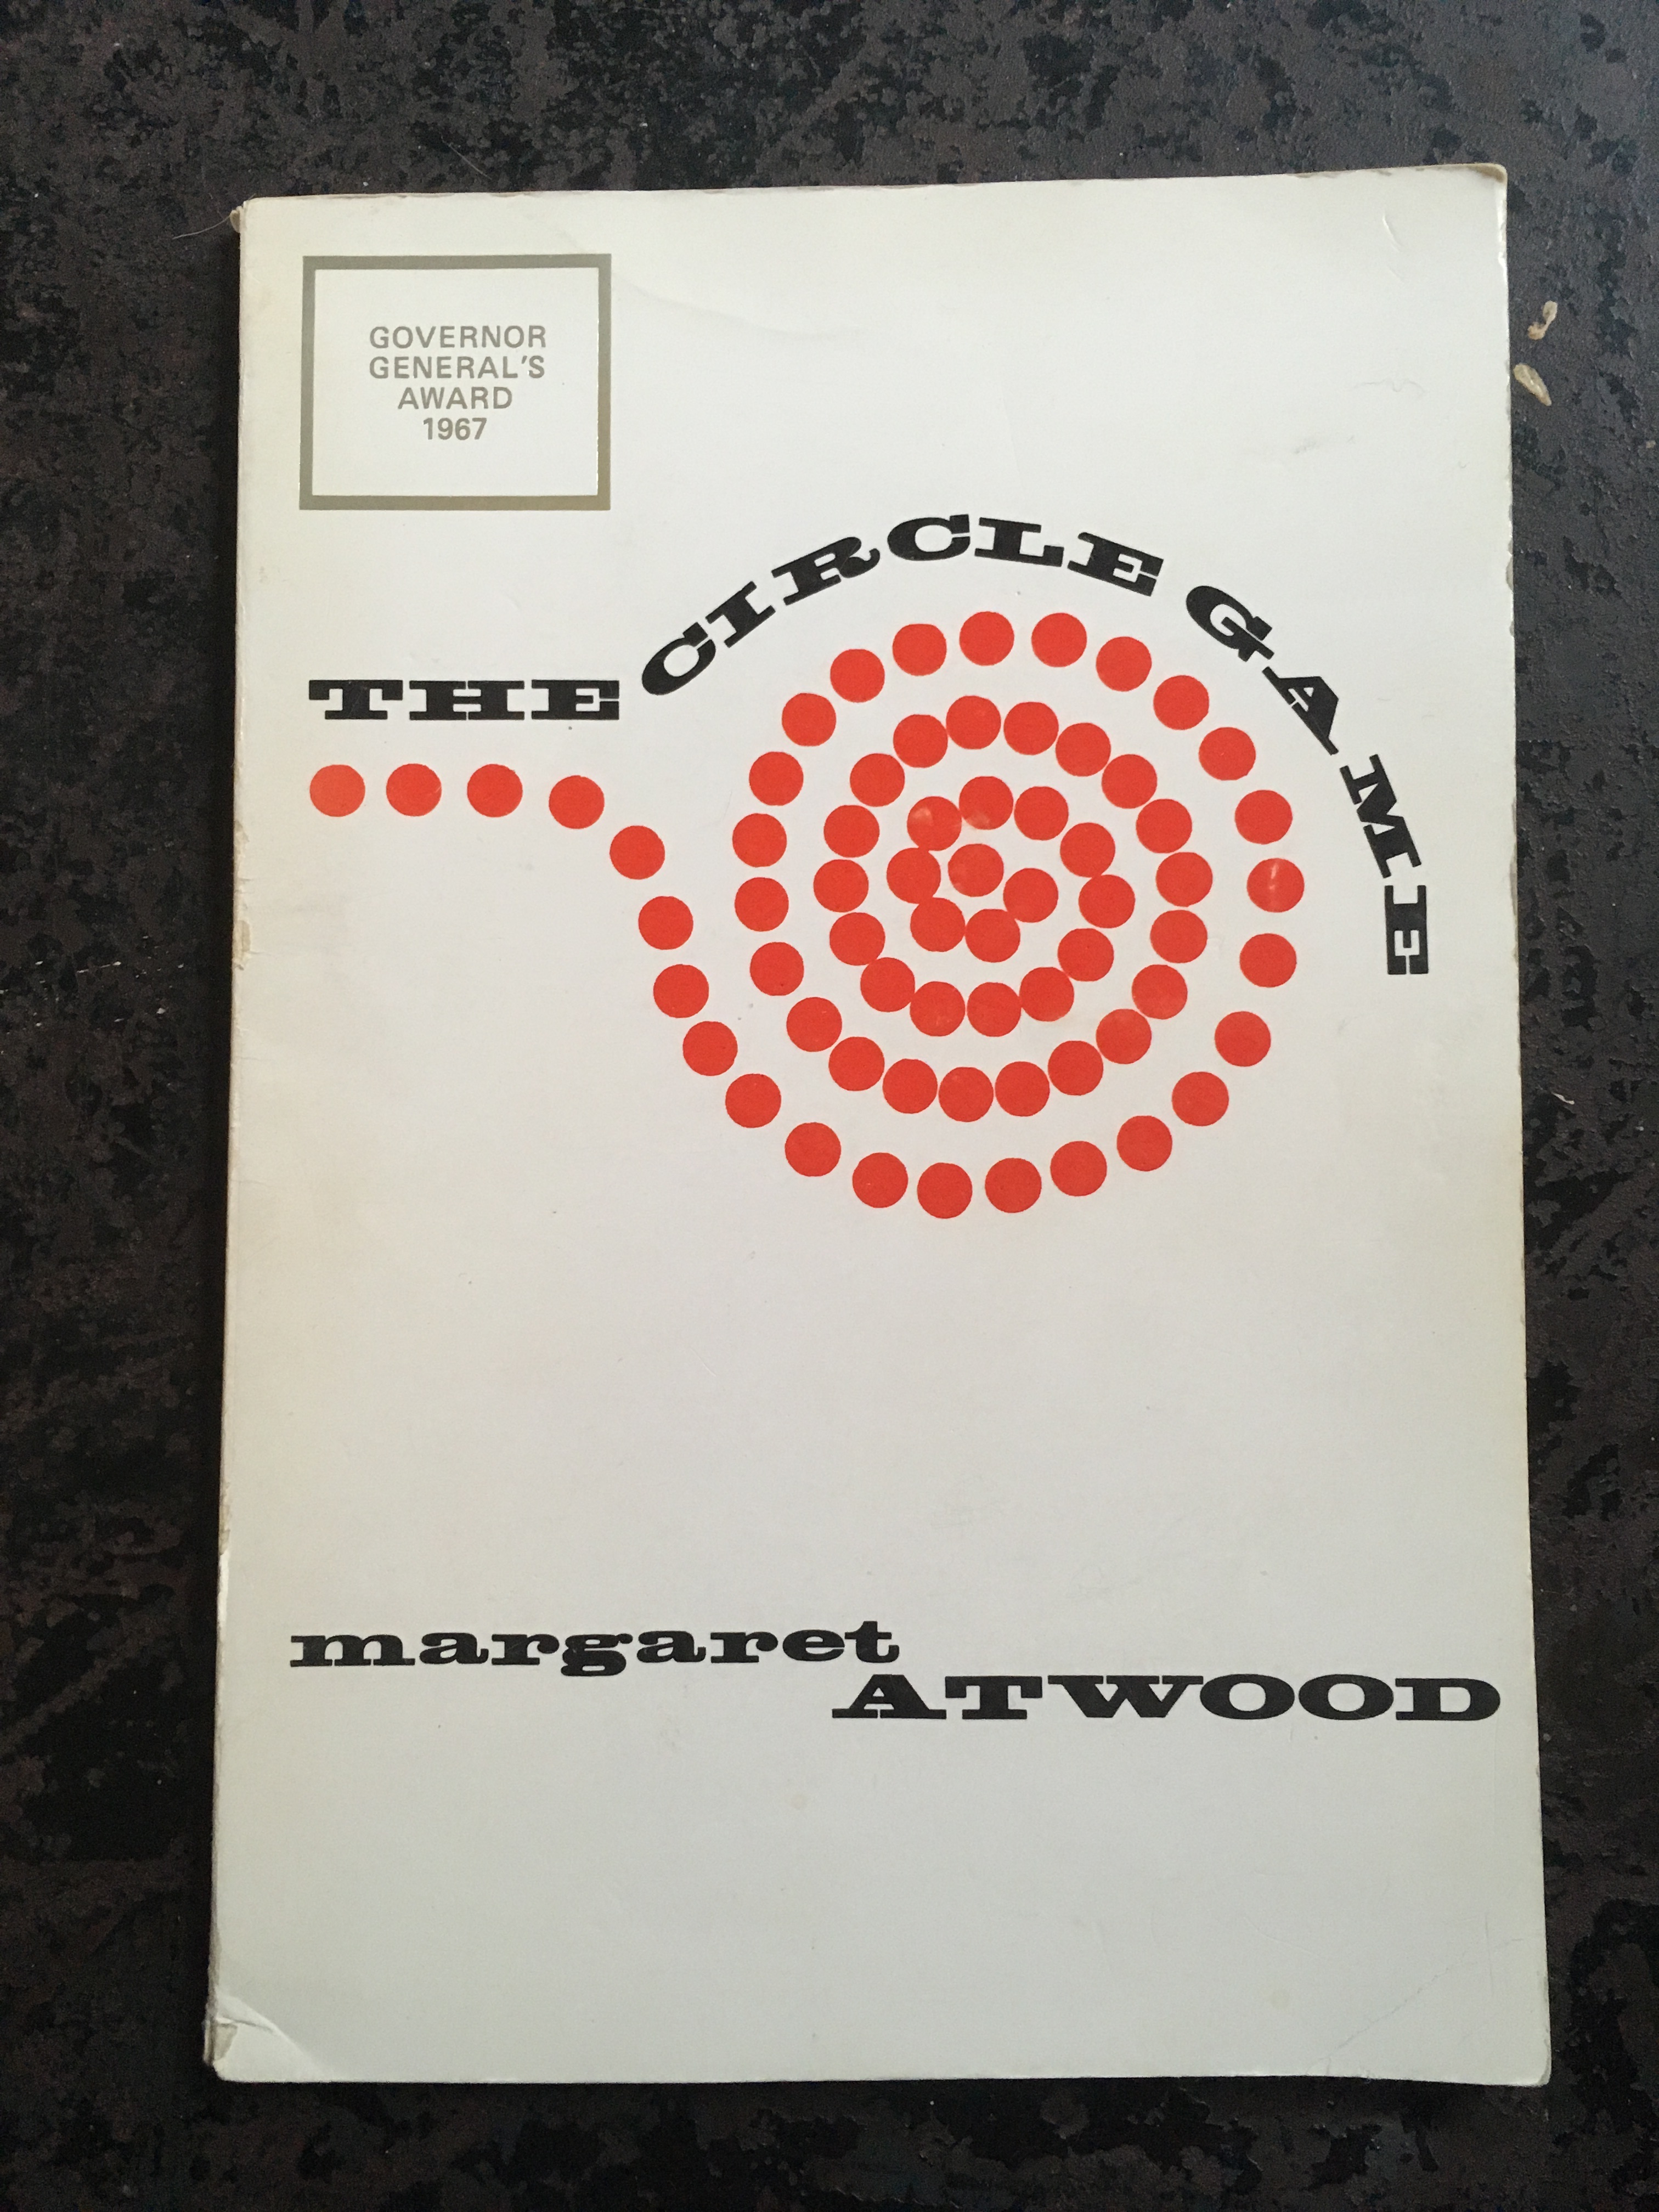 GOVERNOR
GENERAL'S
AWARD
1967
THE CIRCLE GAME
margaret
ATWOOD